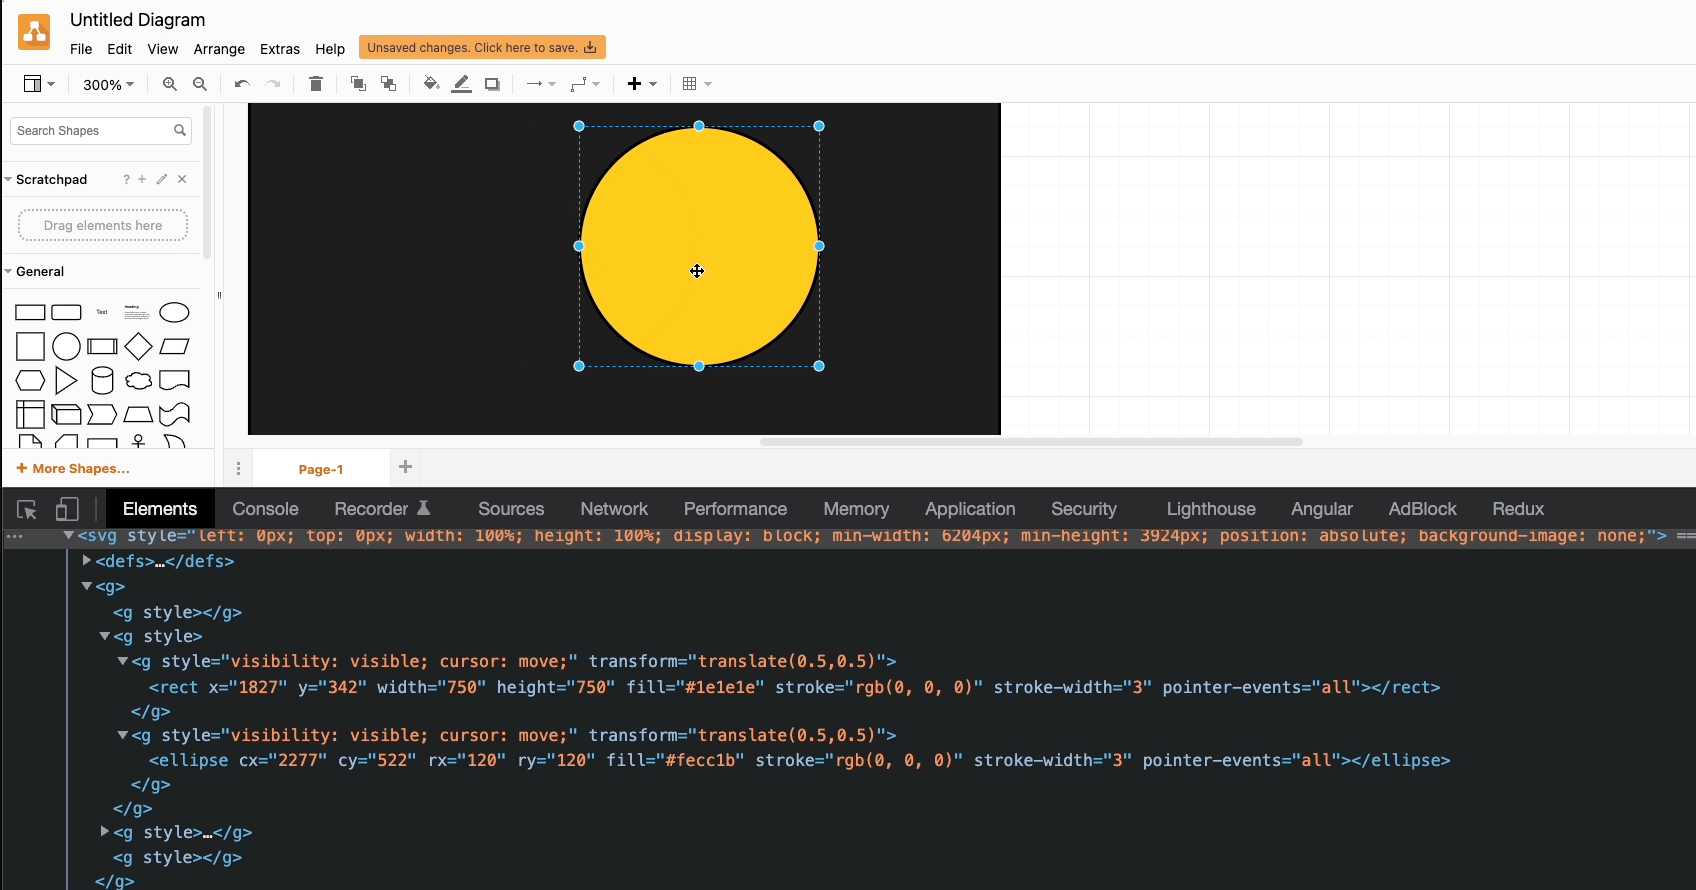 Untitled Diagram
File Edit View Arrange Extras Help Unsaved changes. Click here to save.
300%
Search Shapes
Scratchpad ? + ✕
Drag elements here
General
Text
Heading
+ More Shapes...
Page-1 +
Elements Console Recorder Sources Network Performance Memory Application Security Lighthouse Angular AdBlock Redux
<svg style="left: 0px; top: 0px; width: 100%; height: 100%; display: block; min-width: 6204px; min-height: 3924px; position: absolute; background-image: none;"> ==
<defs>…</defs>
<g>
<g style></g>
<g style>
<g style="visibility: visible; cursor: move;" transform="translate(0.5,0.5)">
<rect x="1827" y="342" width="750" height="750" fill="#1e1e1e" stroke="rgb(0, 0, 0)" stroke-width="3" pointer-events="all"></rect>
</g>
<g style="visibility: visible; cursor: move;" transform="translate(0.5,0.5)">
<ellipse cx="2277" cy="522" rx="120" ry="120" fill="#fecc1b" stroke="rgb(0, 0, 0)" stroke-width="3" pointer-events="all"></ellipse>
</g>
</g>
<g style>…</g>
<g style></g>
</g>